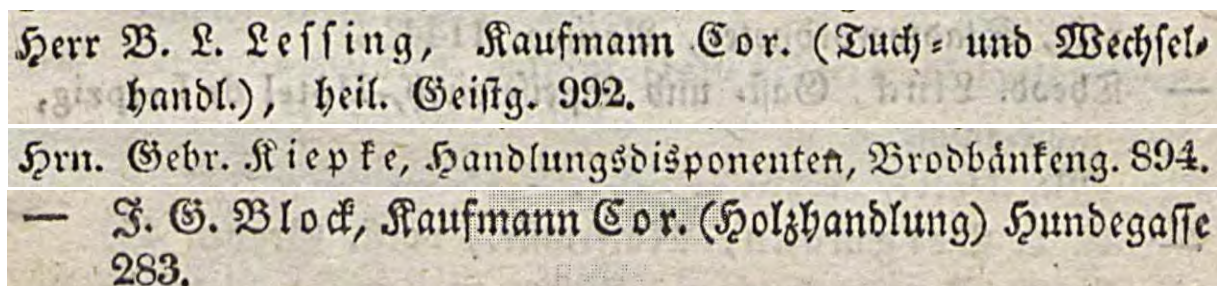 Herr B. L. Lessing, Kaufmann Cor. (Tuch- und Wechsel-
handl.), heil. Geistg. 992.
Hrn. Gebr. Kiepke, Handlungsdisponenten, Brodbänkeng. 894.
— J. G. Block, Kaufmann Cor. (Holzhandlung) Hundegasse
283.